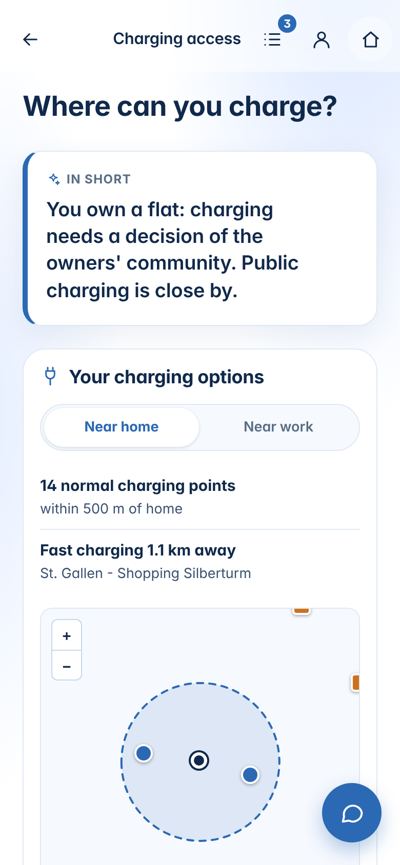 Charging access
3
Where can you charge?
IN SHORT
You own a flat: charging
needs a decision of the
owners' community. Public
charging is close by.
Your charging options
Near home
Near work
14 normal charging points
within 500 m of home
Fast charging 1.1 km away
St. Gallen - Shopping Silberturm
+
−